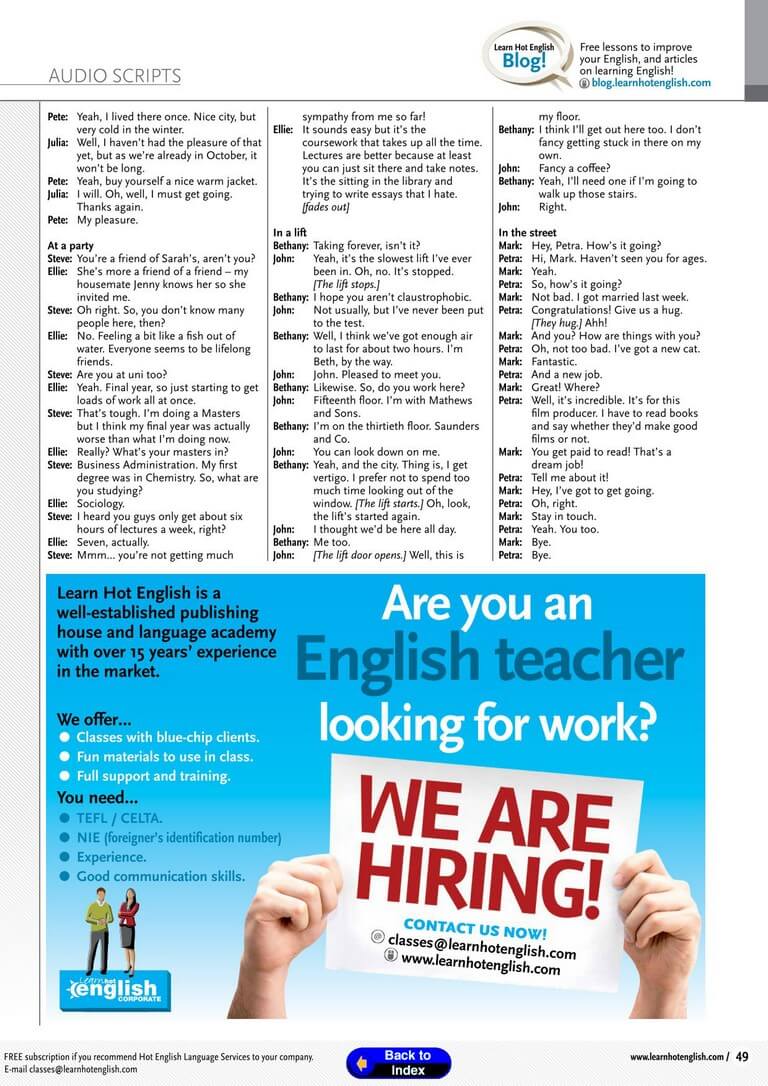 AUDIO SCRIPTS
Learn Hot English
Blog!
Free lessons to improve
your English, and articles
on learning English!
blog.learnhotenglish.com
Pete: Yeah, I lived there once. Nice city, but
very cold in the winter.
Julia: Well, I haven't had the pleasure of that
yet, but as we're already in October, it
won't be long.
Pete: Yeah, buy yourself a nice warm jacket.
Julia: I will. Oh, well, I must get going.
Thanks again.
Pete: My pleasure.
At a party
Steve: You're a friend of Sarah's, aren't you?
Ellie: She's more a friend of a friend – my
housemate Jenny knows her so she
invited me.
Steve: Oh right. So, you don't know many
people here, then?
Ellie: No. Feeling a bit like a fish out of
water. Everyone seems to be lifelong
friends.
Steve: Are you at uni too?
Ellie: Yeah. Final year, so just starting to get
loads of work all at once.
Steve: That's tough. I'm doing a Masters
but I think my final year was actually
worse than what I'm doing now.
Ellie: Really? What's your masters in?
Steve: Business Administration. My first
degree was in Chemistry. So, what are
you studying?
Ellie: Sociology.
Steve: I heard you guys only get about six
hours of lectures a week, right?
Ellie: Seven, actually.
Steve: Mmm... you're not getting much
sympathy from me so far!
Ellie: It sounds easy but it's the
coursework that takes up all the time.
Lectures are better because at least
you can just sit there and take notes.
It's the sitting in the library and
trying to write essays that I hate.
[fades out]
In a lift
Bethany: Taking forever, isn't it?
John: Yeah, it's the slowest lift I've ever
been in. Oh, no. It's stopped.
[The lift stops.]
Bethany: I hope you aren't claustrophobic.
John: Not usually, but I've never been put
to the test.
Bethany: Well, I think we've got enough air
to last for about two hours. I'm
Beth, by the way.
John: John. Pleased to meet you.
Bethany: Likewise. So, do you work here?
John: Fifteenth floor. I'm with Mathews
and Sons.
Bethany: I'm on the thirtieth floor. Saunders
and Co.
John: You can look down on me.
Bethany: Yeah, and the city. Thing is, I get
vertigo. I prefer not to spend too
much time looking out of the
window. [The lift starts.] Oh, look,
the lift's started again.
John: I thought we'd be here all day.
Bethany: Me too.
John: [The lift door opens.] Well, this is
my floor.
Bethany: I think I'll get out here too. I don't
fancy getting stuck in there on my
own.
John: Fancy a coffee?
Bethany: Yeah, I'll need one if I'm going to
walk up those stairs.
John: Right.
In the street
Mark: Hey, Petra. How's it going?
Petra: Hi, Mark. Haven't seen you for ages.
Mark: Yeah.
Petra: So, how's it going?
Mark: Not bad. I got married last week.
Petra: Congratulations! Give us a hug.
[They hug.] Ahh!
Mark: And you? How are things with you?
Petra: Oh, not too bad. I've got a new cat.
Mark: Fantastic.
Petra: And a new job.
Mark: Great! Where?
Petra: Well, it's incredible. It's for this
film producer. I have to read books
and say whether they'd make good
films or not.
Mark: You get paid to read! That's a
dream job!
Petra: Tell me about it!
Mark: Hey, I've got to get going.
Petra: Oh, right.
Mark: Stay in touch.
Petra: Yeah. You too.
Mark: Bye.
Petra: Bye.
Learn Hot English is a
well-established publishing
house and language academy
with over 15 years' experience
in the market.
We offer...
Classes with blue-chip clients.
Fun materials to use in class.
Full support and training.
You need...
TEFL / CELTA.
NIE (foreigner's identification number)
Experience.
Good communication skills.
Learn hot
english
CORPORATE
Are you an
English teacher
looking for work?
WE ARE
HIRING!
CONTACT US NOW!
classes@learnhotenglish.com
www.learnhotenglish.com
FREE subscription if you recommend Hot English Language Services to your company.
E-mail classes@learnhotenglish.com
Back to
Index
www.learnhotenglish.com / 49